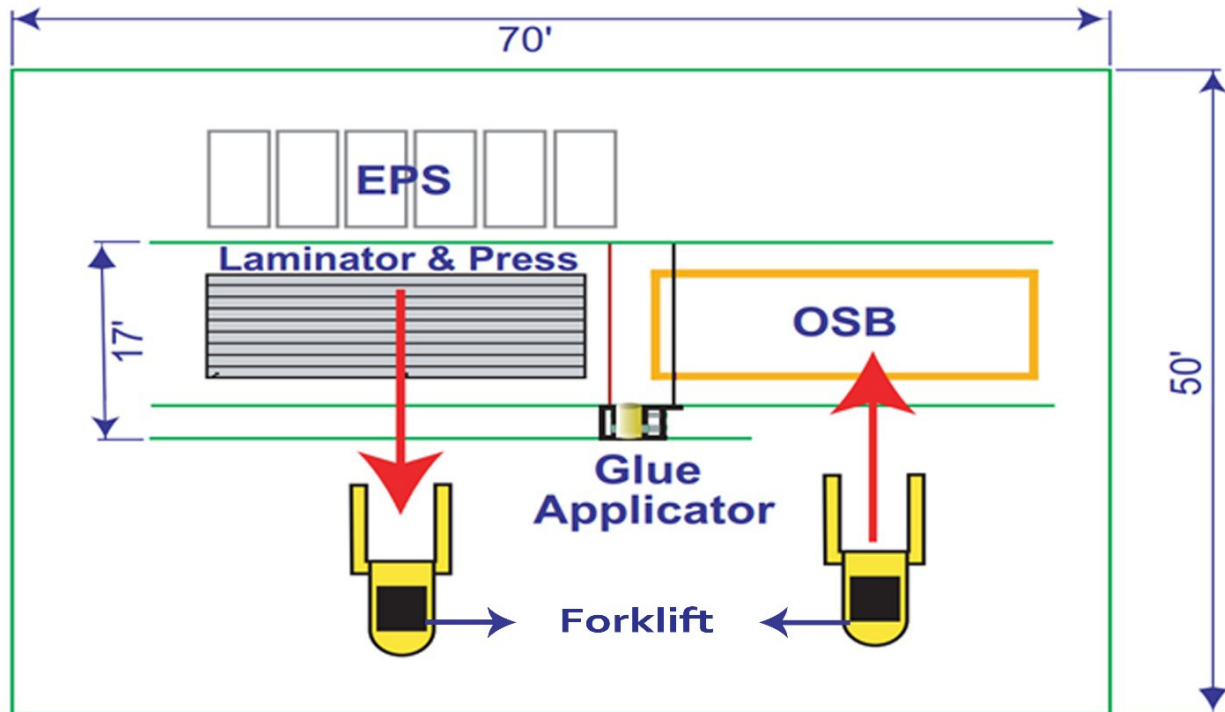 70'
EPS
Laminator & Press
OSB
17'
50'
Glue
Applicator
Forklift